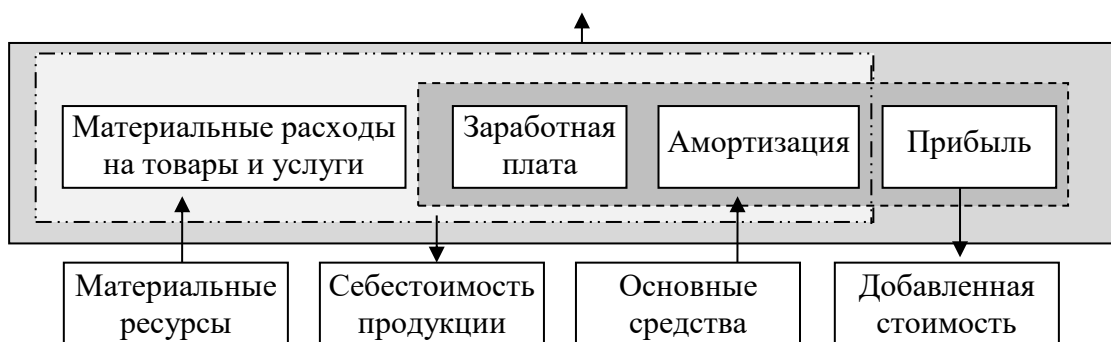 Материальные расходы
на товары и услуги
Заработная
плата
Амортизация
Прибыль
Материальные
ресурсы
Себестоимость
продукции
Основные
средства
Добавленная
стоимость